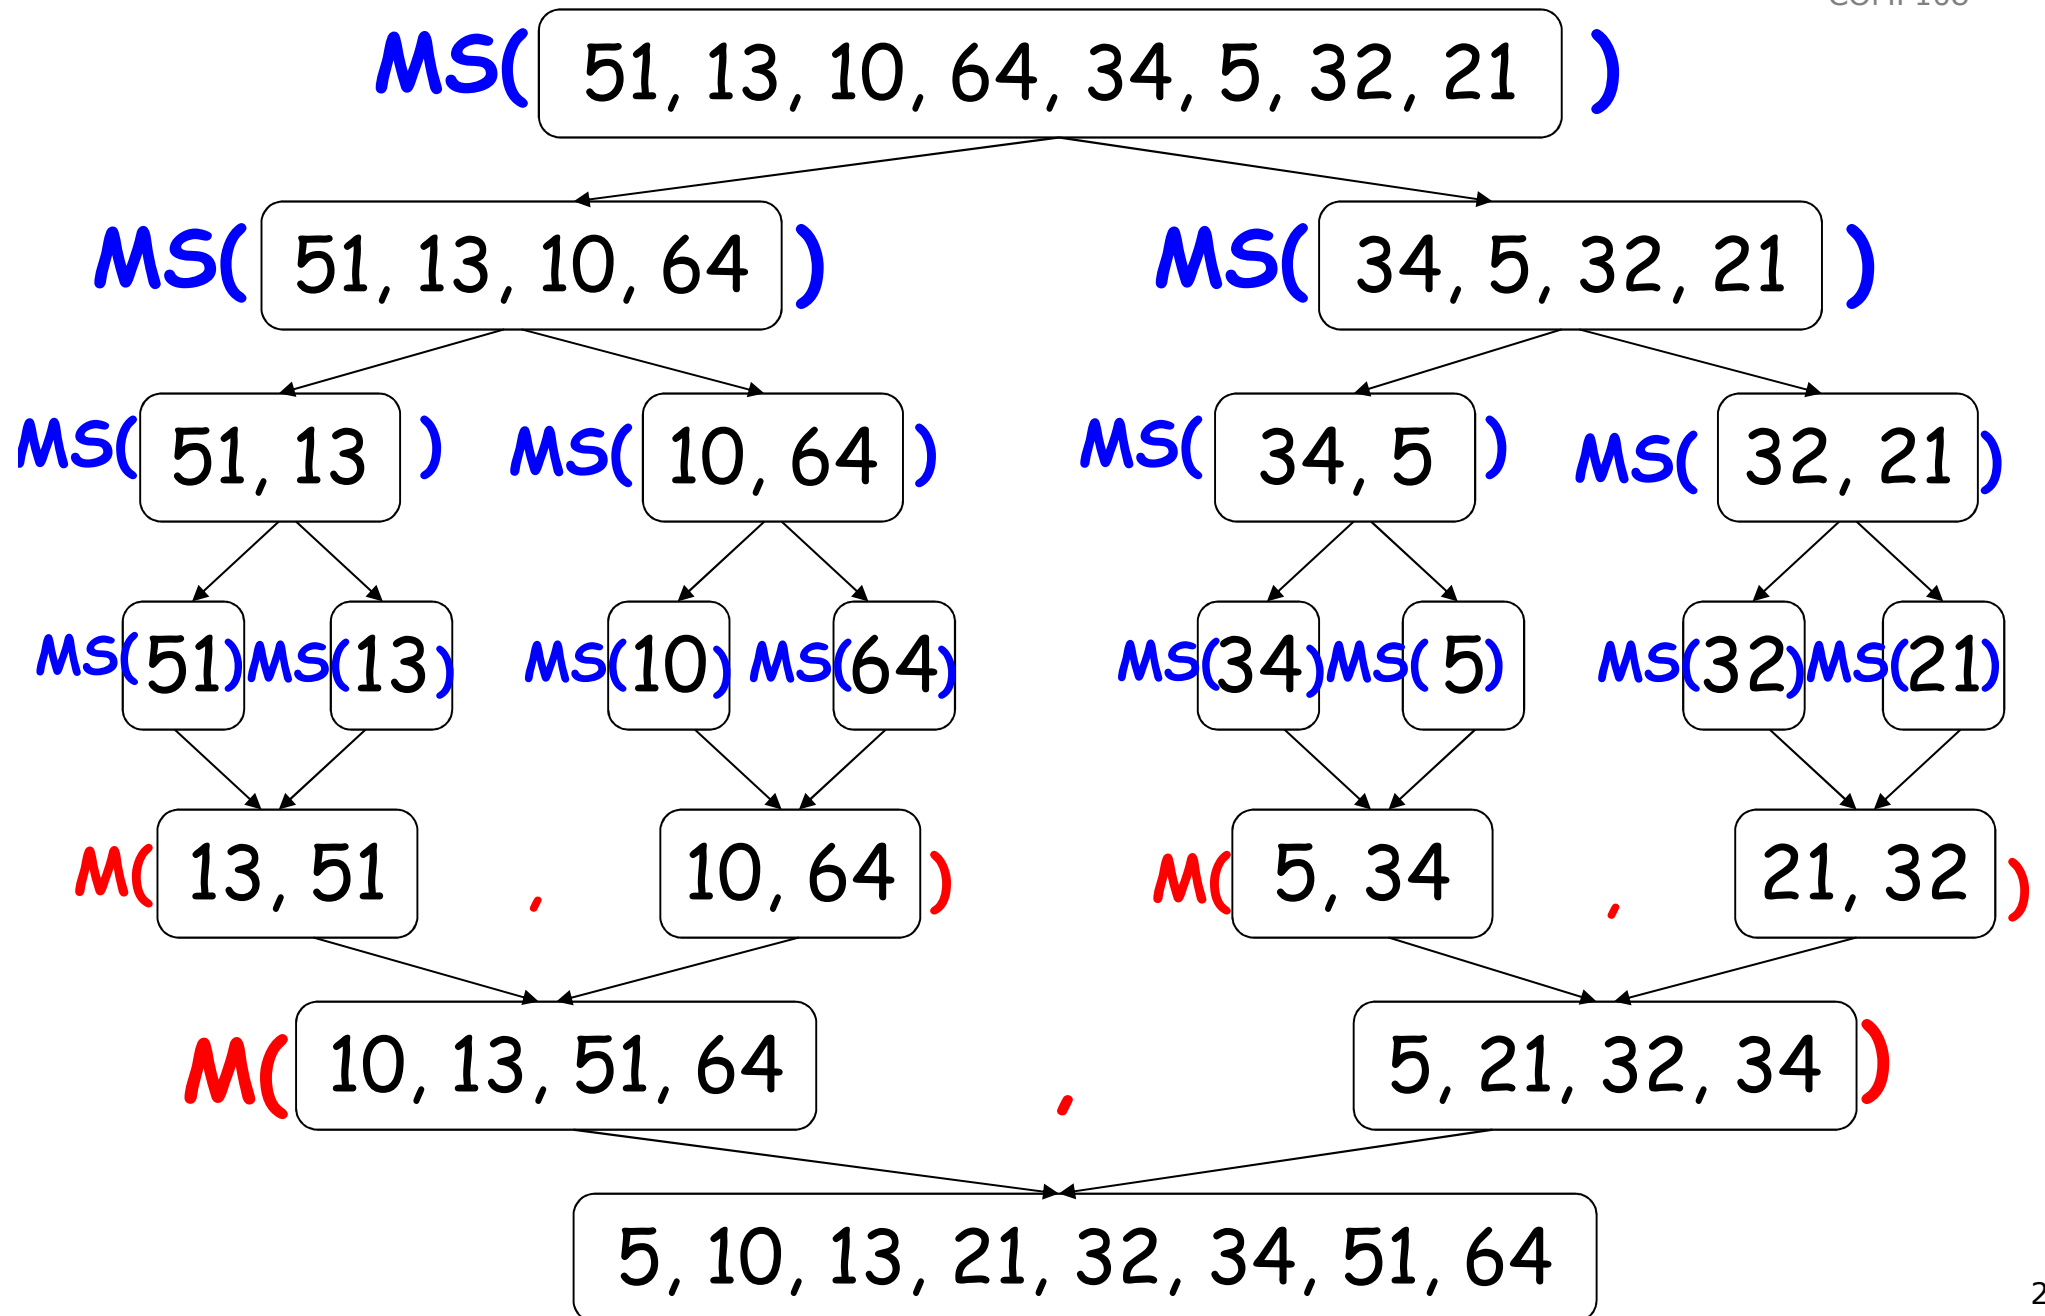 MS( 51, 13, 10, 64, 34, 5, 32, 21 )
MS( 51, 13, 10, 64 ) MS( 34, 5, 32, 21 )
MS( 51, 13 ) MS( 10, 64 ) MS( 34, 5 ) MS( 32, 21 )
MS( 51 ) MS( 13 ) MS( 10 ) MS( 64 ) MS( 34 ) MS( 5 ) MS( 32 ) MS( 21 )
M( 13, 51 , 10, 64 ) M( 5, 34 , 21, 32 )
M( 10, 13, 51, 64 , 5, 21, 32, 34 )
5, 10, 13, 21, 32, 34, 51, 64
2